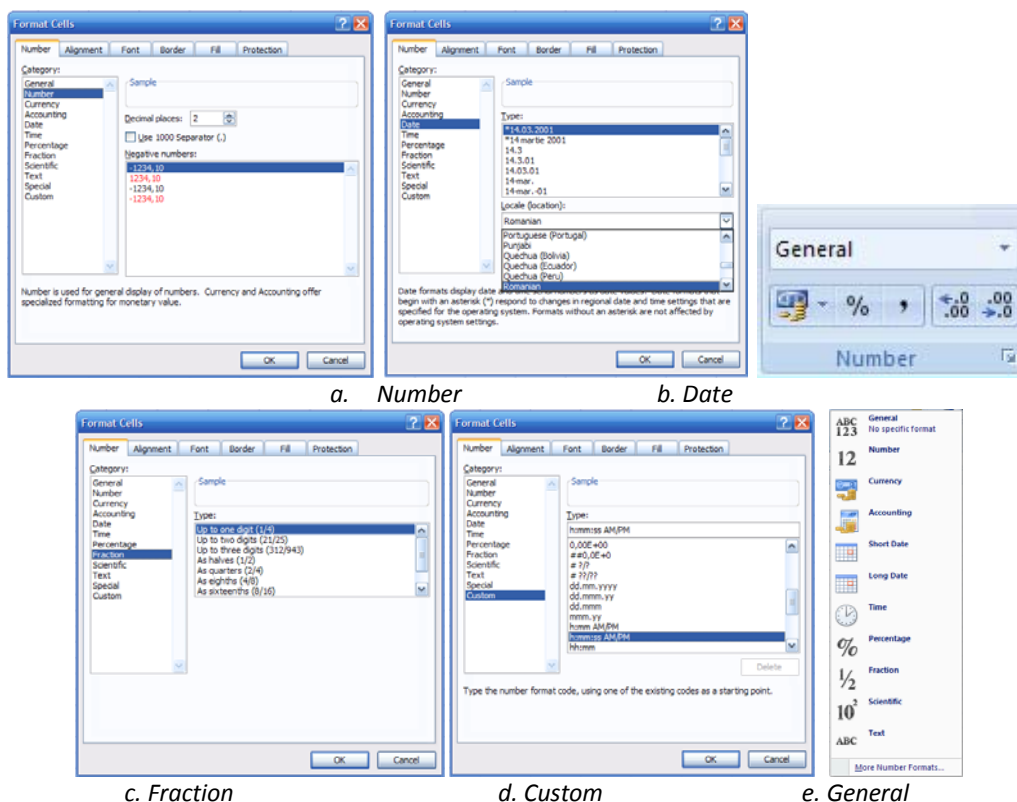 Format Cells
Number Alignment Font Border Fill Protection
Category:
General
Number
Currency
Accounting
Date
Time
Percentage
Fraction
Scientific
Text
Special
Custom
Sample
Decimal places: 2
Use 1000 Separator (.)
Negative numbers:
-1234,10
1234,10
-1234,10
-1234,10
Number is used for general display of numbers. Currency and Accounting offer
specialized formatting for monetary value.
OK Cancel
Format Cells
Number Alignment Font Border Fill Protection
Category:
General
Number
Currency
Accounting
Date
Time
Percentage
Fraction
Scientific
Text
Special
Custom
Sample
Type:
*14.03.2001
*14 martie 2001
14.3
14.3.01
14.03.01
14-mar.
14-mar.-01
Locale (location):
Romanian
Portuguese (Portugal)
Punjabi
Quechua (Bolivia)
Quechua (Ecuador)
Quechua (Peru)
Romanian
Date formats display date
begin with an asterisk (*) respond to changes in regional date and time settings that are
specified for the operating system. Formats without an asterisk are not affected by
operating system settings.
OK Cancel
General
% , ←.0 .00 .00 →.0
Number
a. Number
b. Date
Format Cells
Number Alignment Font Border Fill Protection
Category:
General
Number
Currency
Accounting
Date
Time
Percentage
Fraction
Scientific
Text
Special
Custom
Sample
Type:
Up to one digit (1/4)
Up to two digits (21/25)
Up to three digits (312/943)
As halves (1/2)
As quarters (2/4)
As eighths (4/8)
As sixteenths (8/16)
OK Cancel
Format Cells
Number Alignment Font Border Fill Protection
Category:
General
Number
Currency
Accounting
Date
Time
Percentage
Fraction
Scientific
Text
Special
Custom
Sample
Type:
h:mm:ss AM/PM
0,00E+00
##0,0E+0
# ?/?
# ??/??
dd.mm.yyyy
dd.mmm.yy
dd.mmm
mmm.yy
h:mm AM/PM
h:mm:ss AM/PM
hh:mm
Delete
Type the number format code, using one of the existing codes as a starting point.
OK Cancel
ABC
123
General
No specific format
12
Number
Currency
Accounting
Short Date
Long Date
Time
% Percentage
1/2 Fraction
10² Scientific
ABC Text
More Number Formats...
c. Fraction
d. Custom
e. General